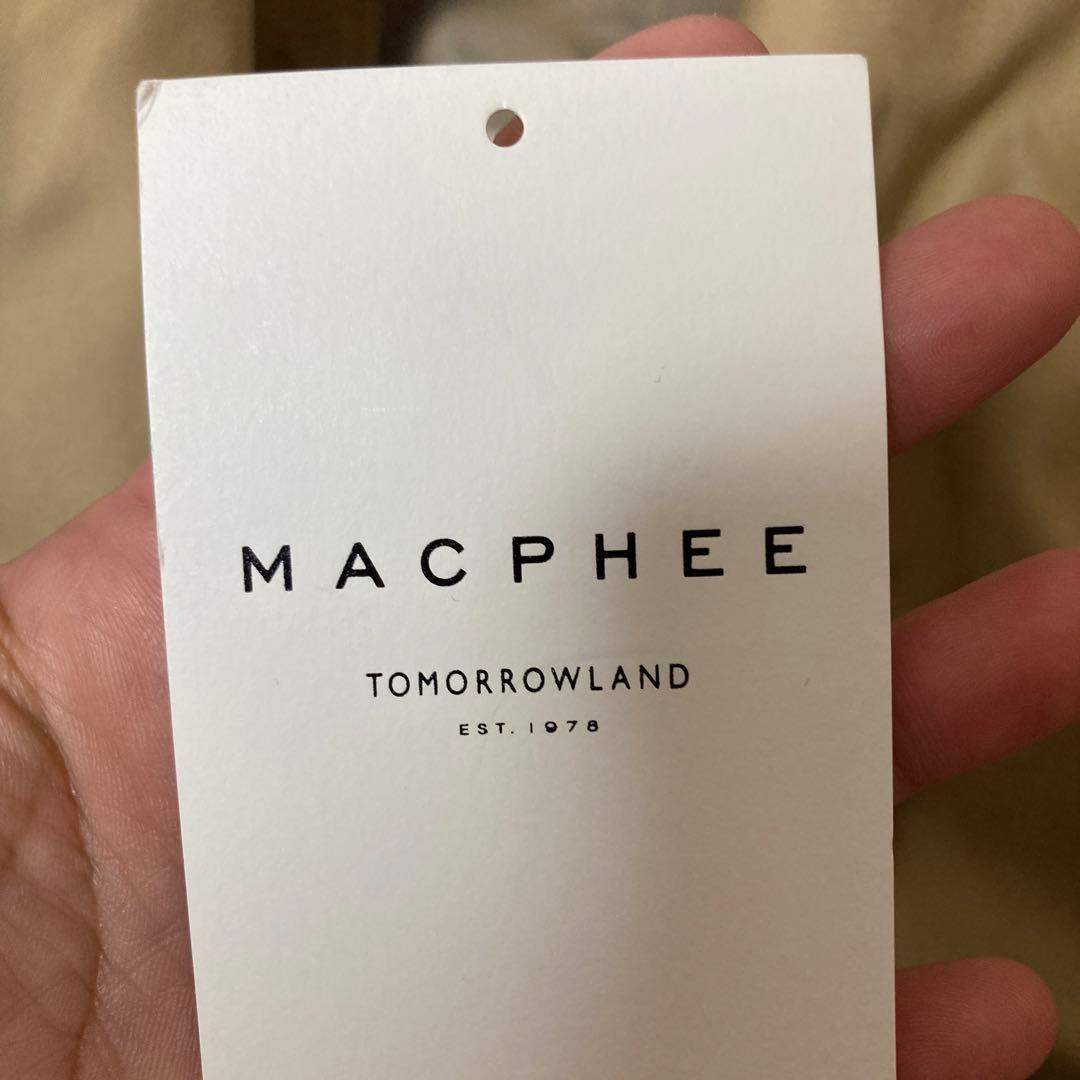 MACPHEE
TOMORROWLAND
EST. 1978